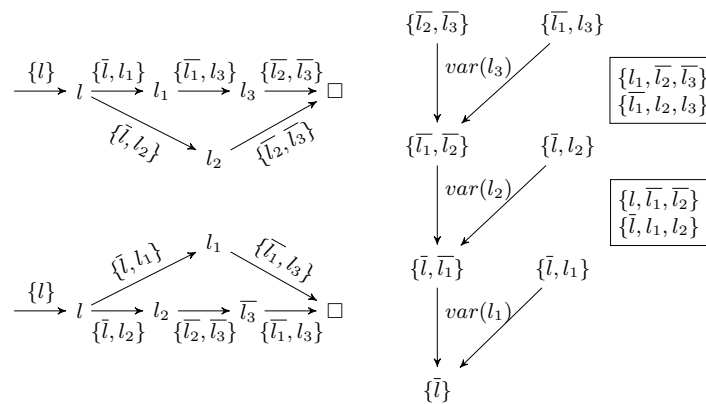 {l} l {l̅, l₁} l₁ {l̅₁, l₃} l₃ {l̅₂, l̅₃} □
{l̅, l₂} l₂ {l̅₂, l̅₃}
{l̅, l₁} l₁ {l̅₁, l₃}
{l} l {l̅, l₂} l₂ {l̅₂, l̅₃} l̅₃ {l̅₁, l₃} □
{l̅₂, l̅₃} {l̅₁, l₃}
var(l₃)
{l̅₁, l̅₂} {l̅, l₂}
var(l₂)
{l̅, l̅₁} {l̅, l₁}
var(l₁)
{l̅}
{l₁, l̅₂, l̅₃}
{l̅₁, l₂, l₃}
{l, l̅₁, l̅₂}
{l̅, l₁, l₂}